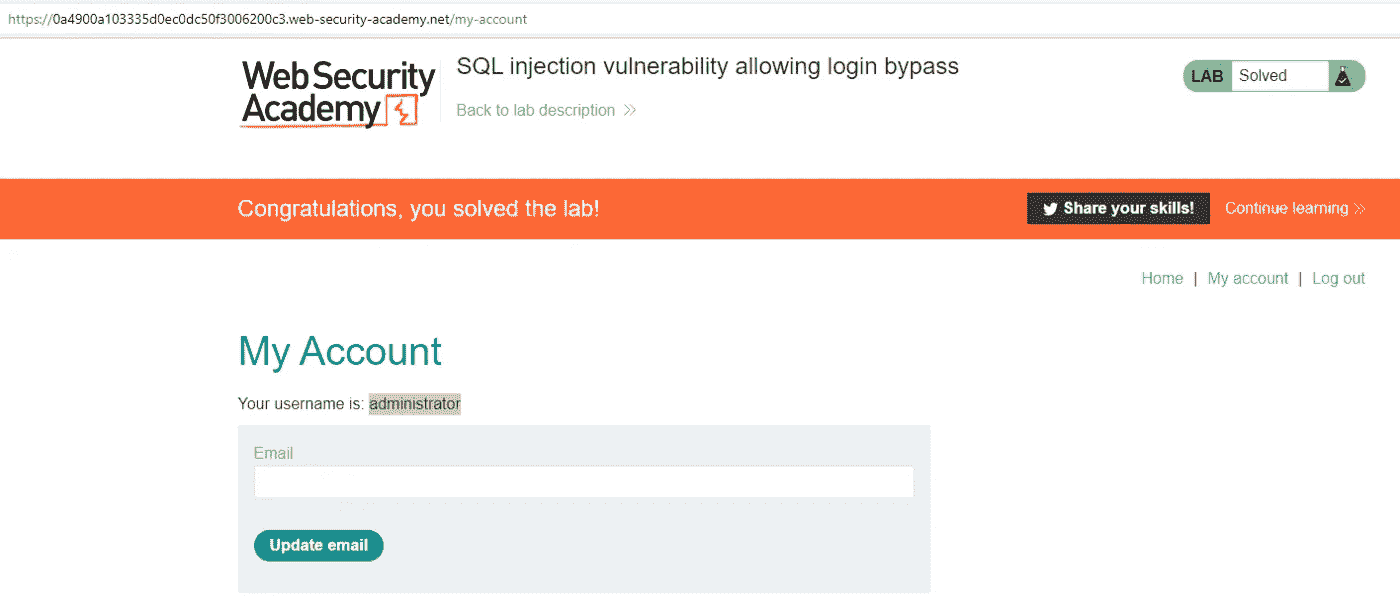 https://0a4900a103335d0ec0dc50f3006200c3.web-security-academy.net/my-account
WebSecurity
Academy
SQL injection vulnerability allowing login bypass
Back to lab description >>
LAB Solved
Congratulations, you solved the lab!
Share your skills! Continue learning >>
Home | My account | Log out
My Account
Your username is: administrator
Email
Update email